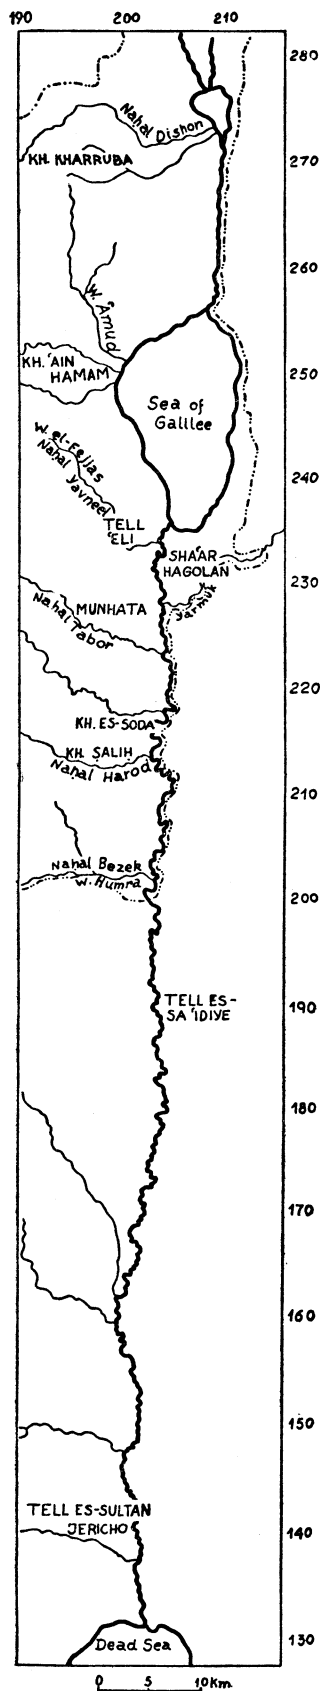 190 200 210
280
Nahal Dishon
KH. KHARRUBA
270
260
W. 'Amud
KH. 'AIN
HAMAM
250
Sea of
Galilee
W. el-Fejjas
Nahal Yavneel
240
TELL
'ELI
SHA'AR
HAGOLAN
230
Yarmuk
MUNHATA
Nahal Tabor
220
KH. ES-SODA
KH. SALIH
Nahal Harod
210
Nahal Bezek
W. Humra
200
TELL ES-
SA'IDIYE
190
180
170
160
150
TELL ES-SULTAN
JERICHO
140
130
Dead Sea
0 5 10 Km.